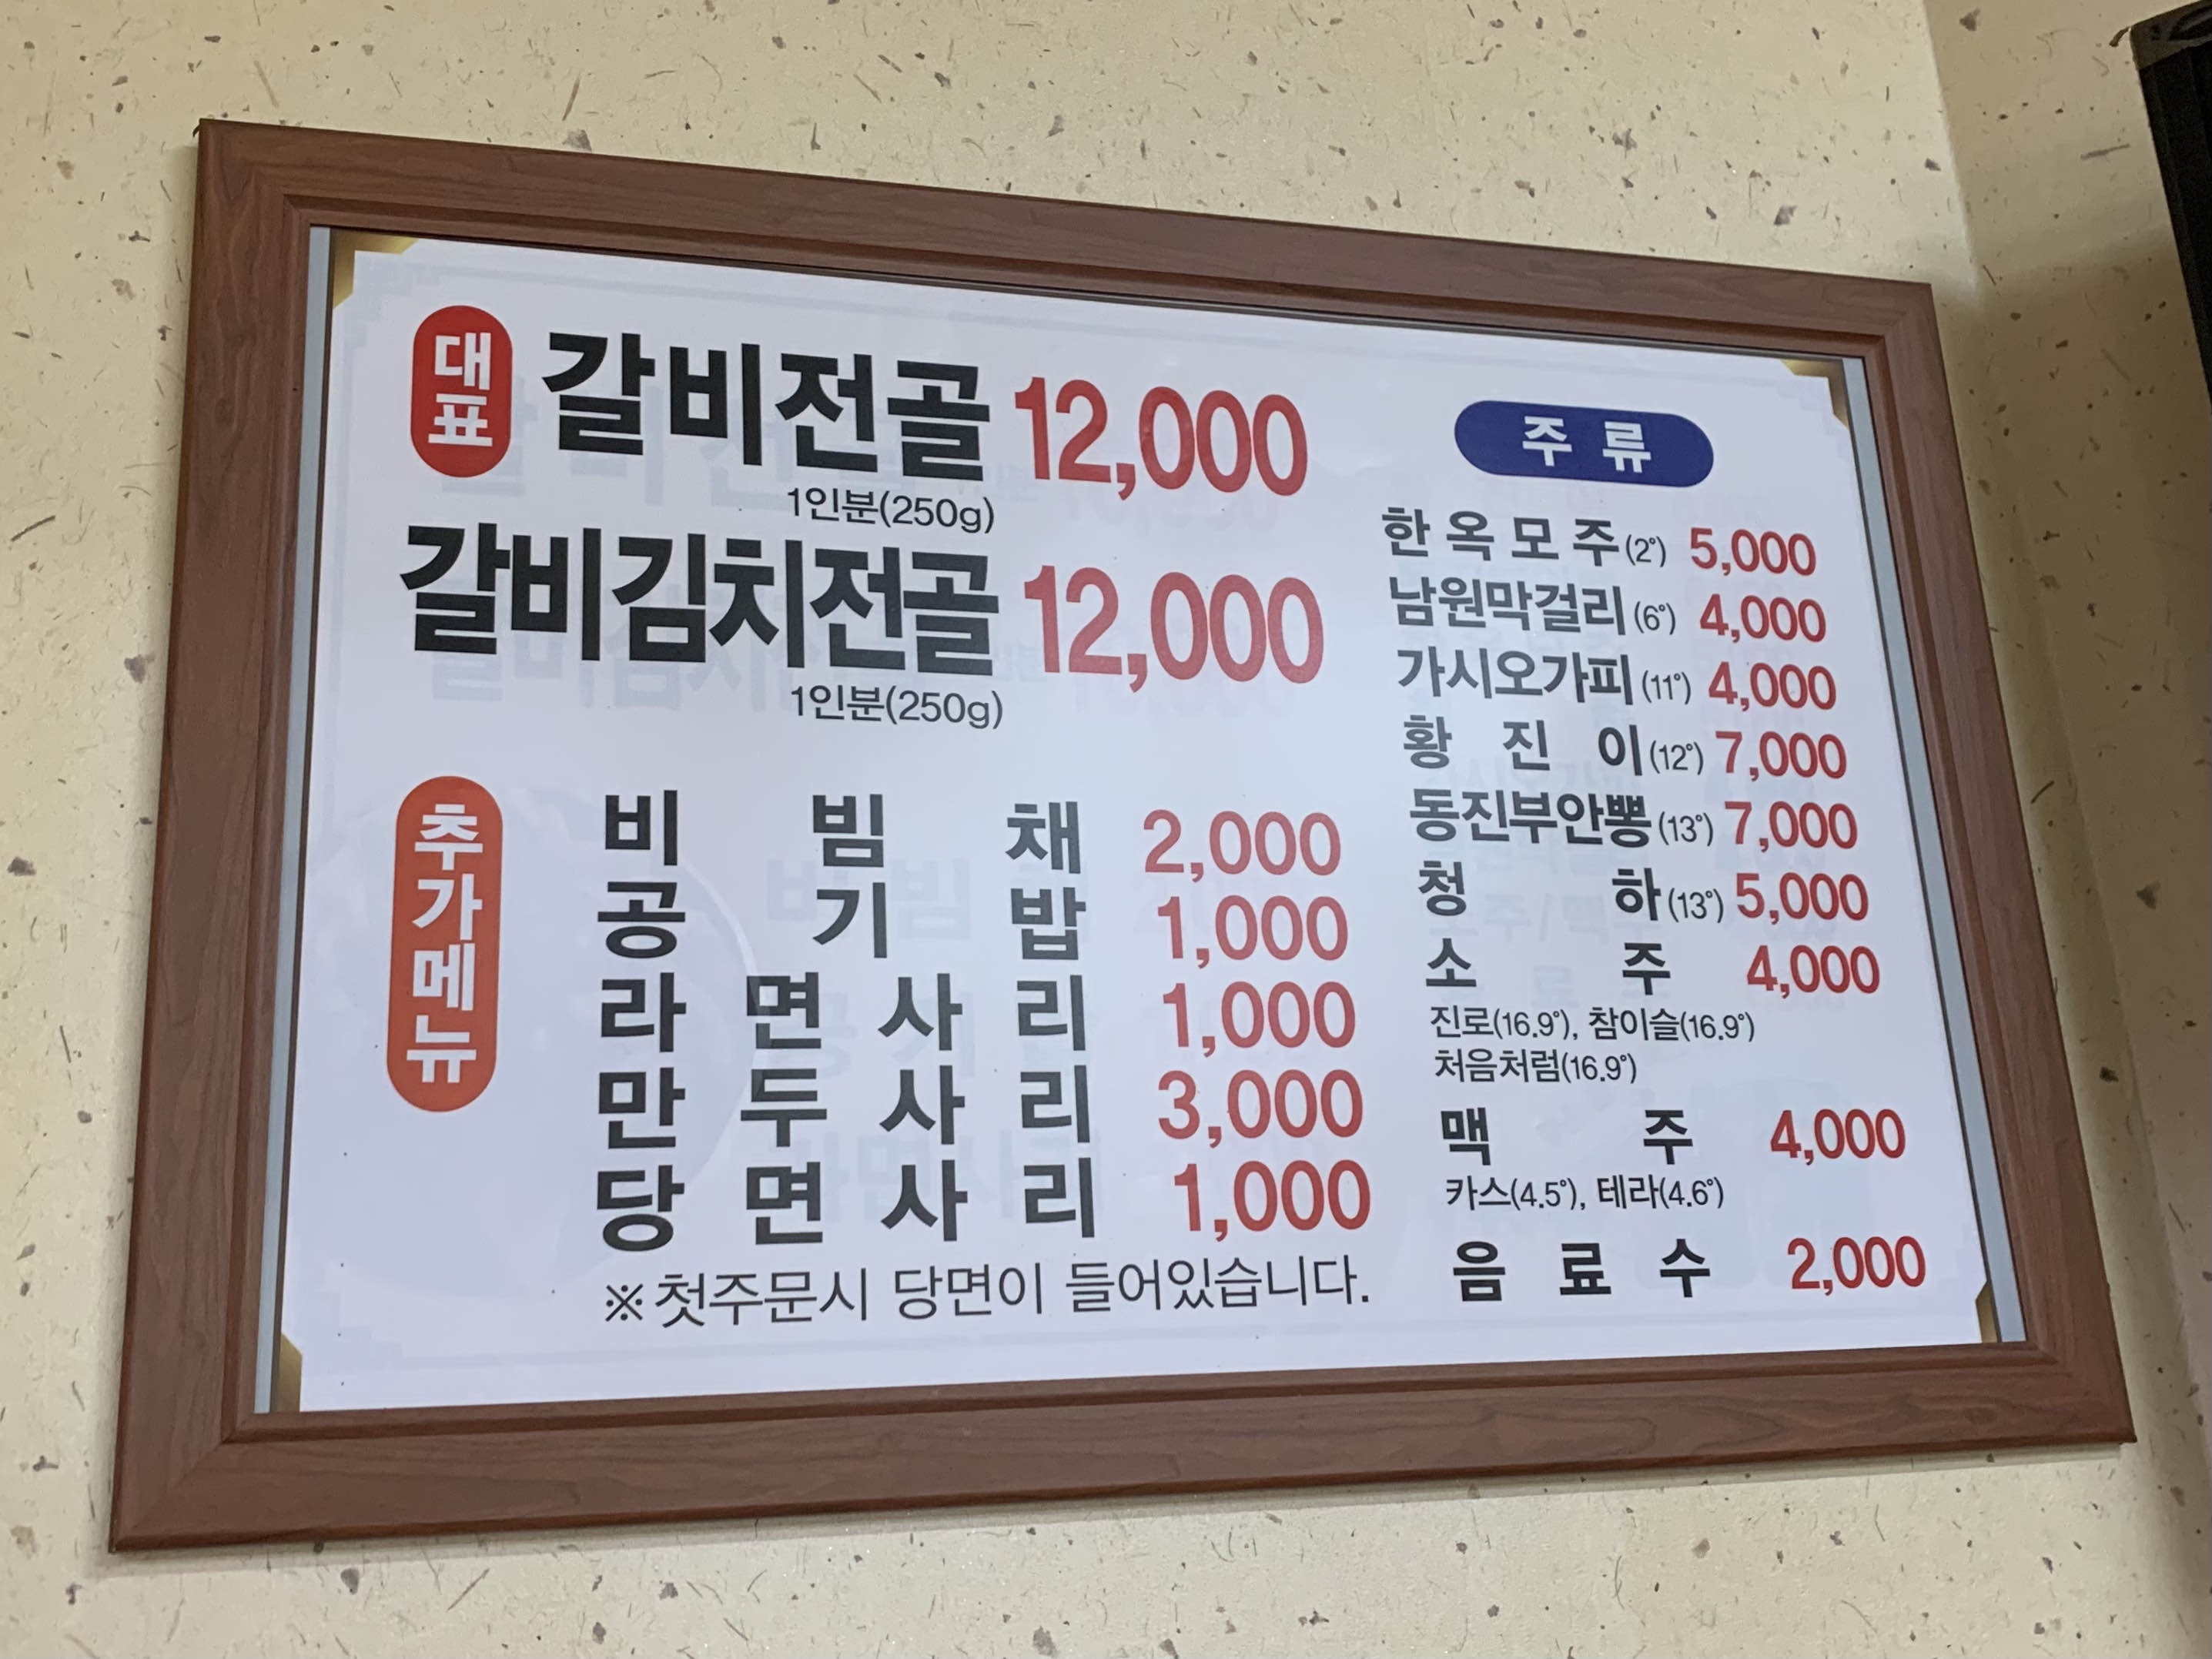 대표 갈비전골 12,000
1인분(250g)
갈비김치전골 12,000
1인분(250g)
추가메뉴
비빔채 2,000
공기밥 1,000
라면사리 1,000
만두사리 3,000
당면사리 1,000
※첫주문시 당면이 들어있습니다.
주류
한옥모주(2°) 5,000
남원막걸리(6°) 4,000
가시오가피(11°) 4,000
황진이(12°) 7,000
동진부안뽕(13°) 7,000
청하(13°) 5,000
소주 4,000
진로(16.9°), 참이슬(16.9°)
처음처럼(16.9°)
맥주 4,000
카스(4.5°), 테라(4.6°)
음료수 2,000